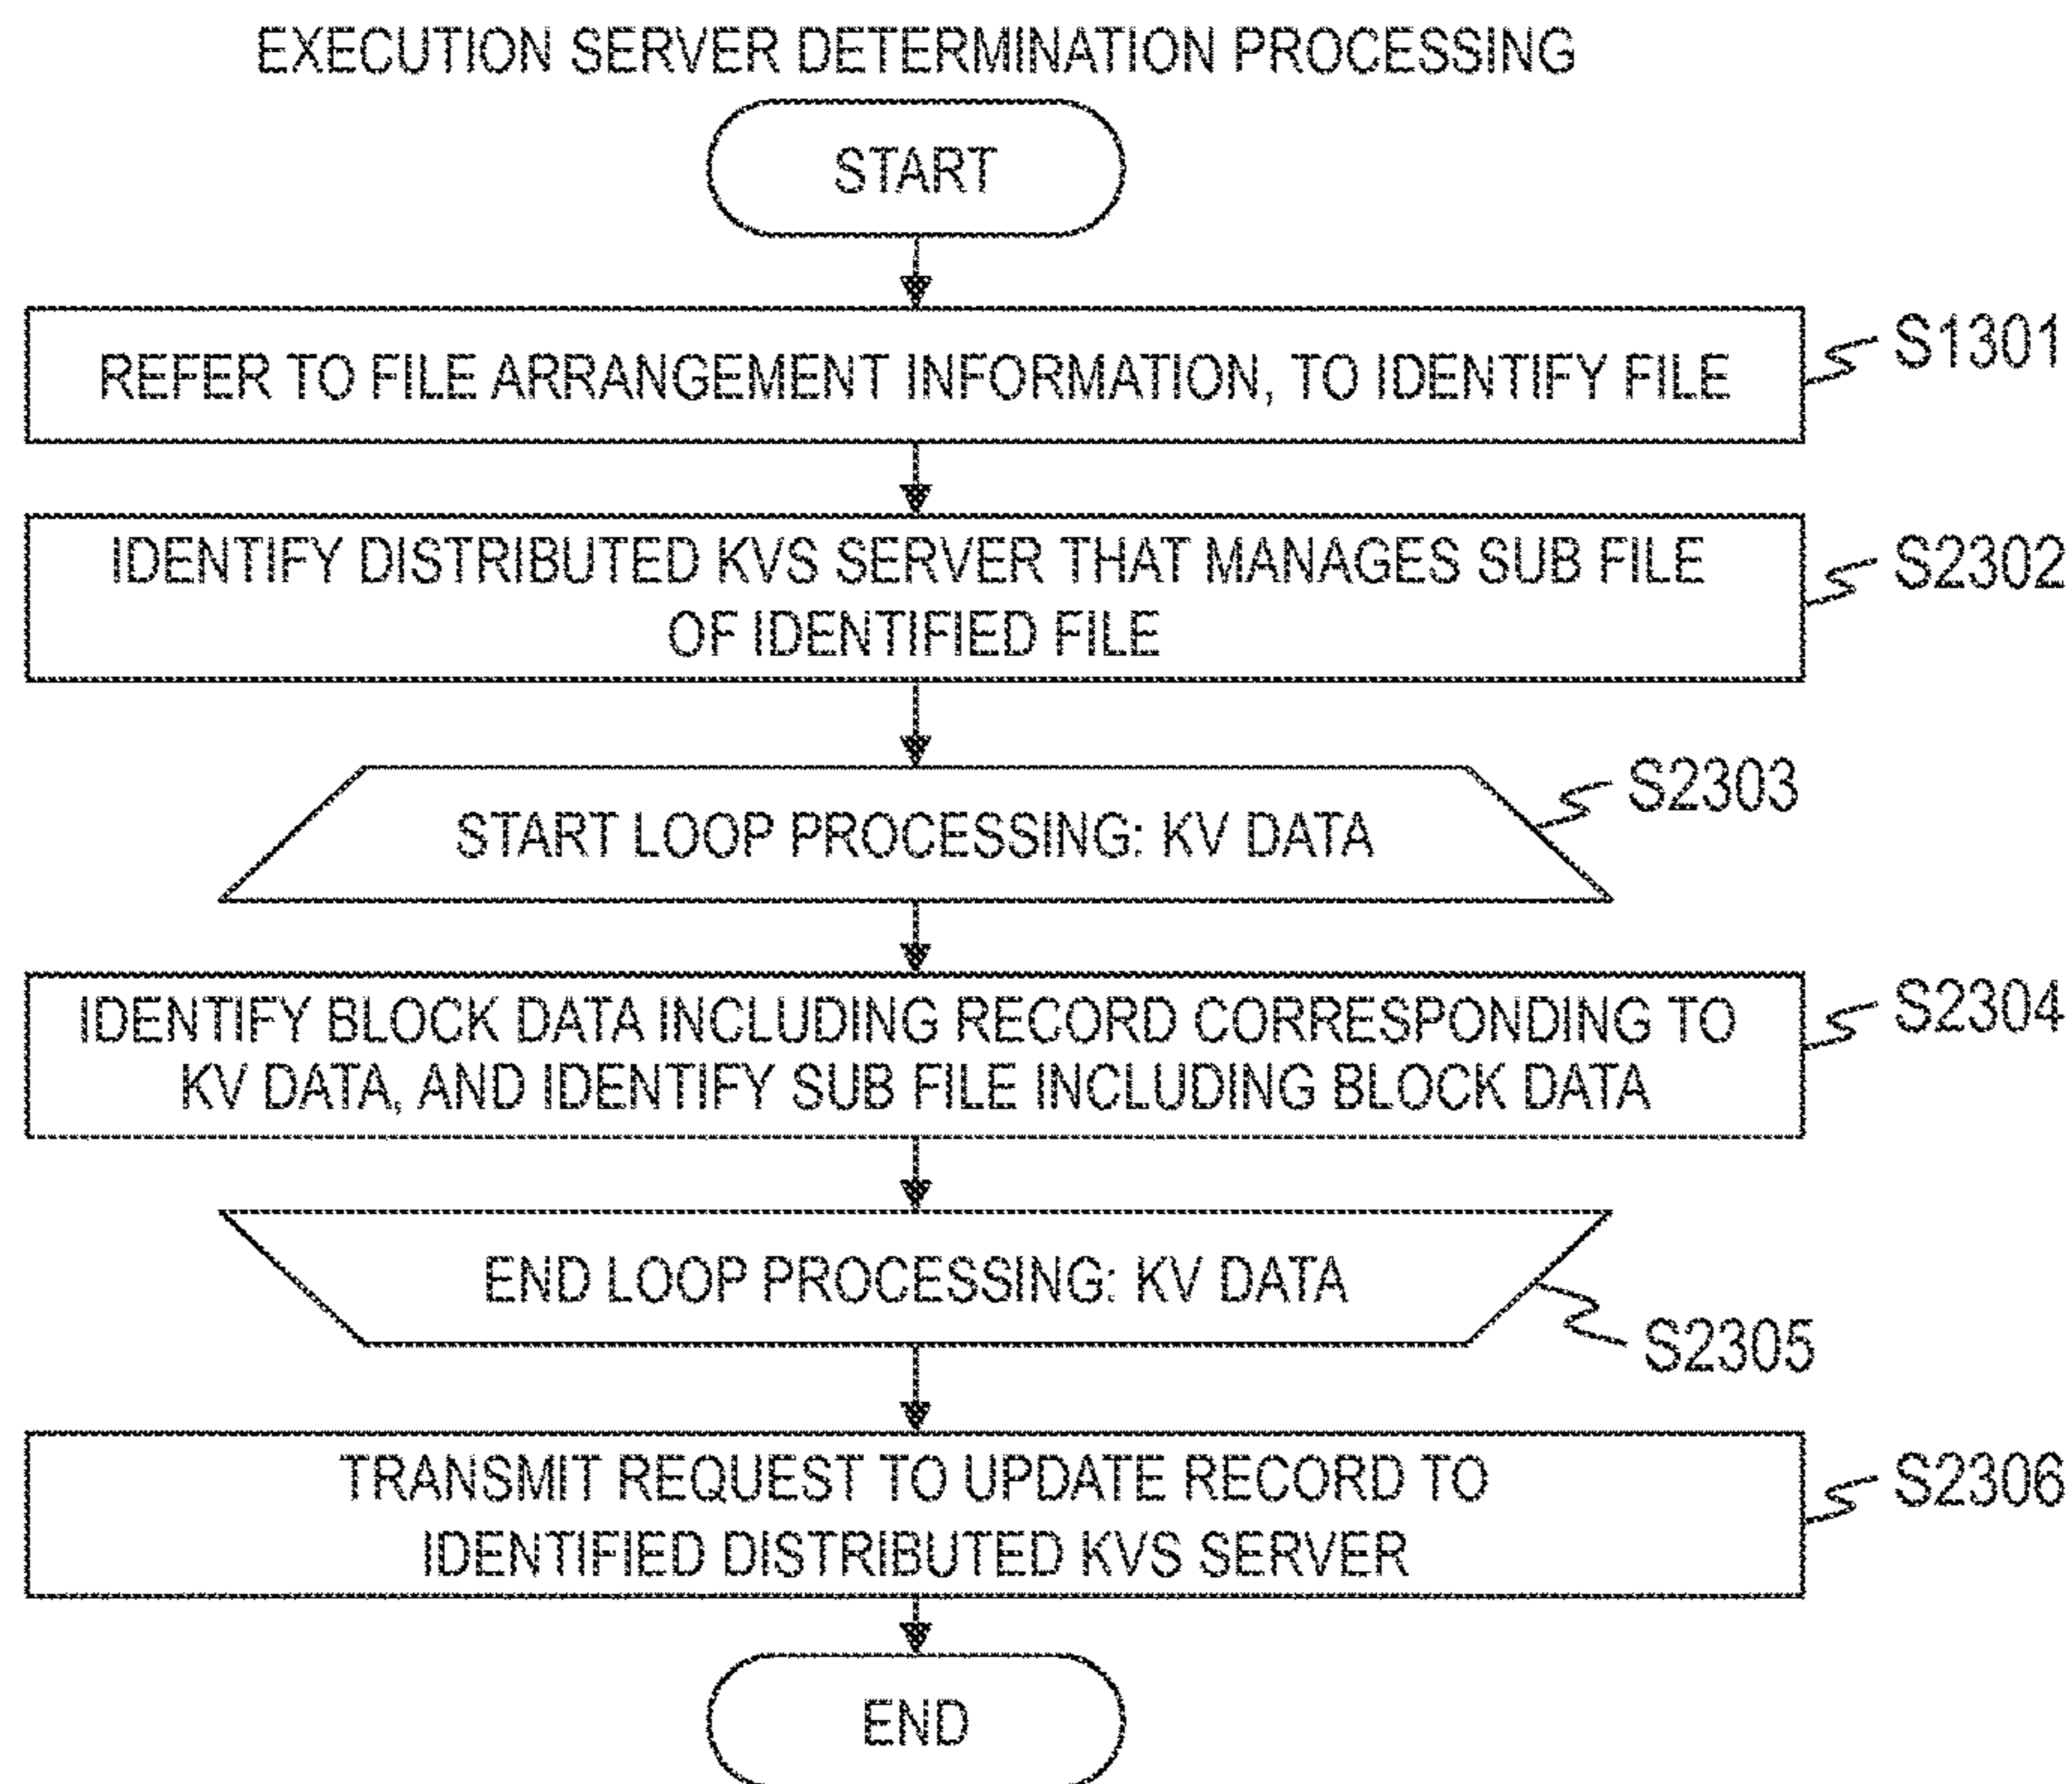 EXECUTION SERVER DETERMINATION PROCESSING
START
REFER TO FILE ARRANGEMENT INFORMATION, TO IDENTIFY FILE
S1301
IDENTIFY DISTRIBUTED KVS SERVER THAT MANAGES SUB FILE
OF IDENTIFIED FILE
S2302
START LOOP PROCESSING: KV DATA
S2303
IDENTIFY BLOCK DATA INCLUDING RECORD CORRESPONDING TO
KV DATA, AND IDENTIFY SUB FILE INCLUDING BLOCK DATA
S2304
END LOOP PROCESSING: KV DATA
S2305
TRANSMIT REQUEST TO UPDATE RECORD TO
IDENTIFIED DISTRIBUTED KVS SERVER
S2306
END